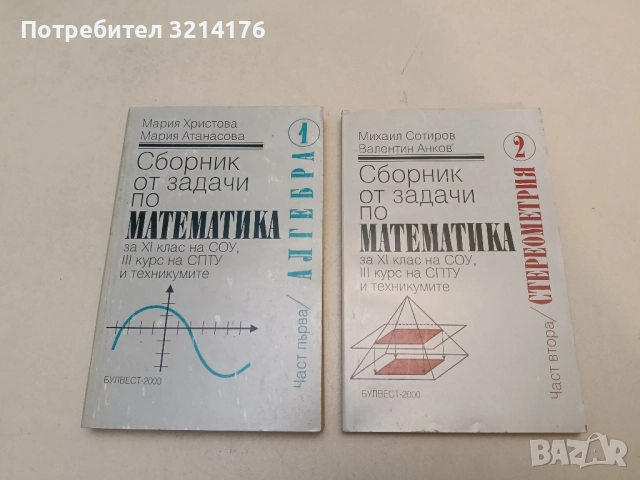 Потребител 3214176
Мария Христова
Мария Атанасова
1
Сборник
от задачи
по
МАТЕМАТИКА
за XI клас на СОУ,
III курс на СПТУ
и техникумите
Част първа/АЛГЕБРА
БУЛВЕСТ-2000
Михаил Сотиров
Валентин Анков
2
Сборник
от задачи
по
МАТЕМАТИКА
за XI клас на СОУ,
III курс на СПТУ
и техникумите
Част втора/СТЕРЕОМЕТРИЯ
БУЛВЕСТ-2000
BAZAR